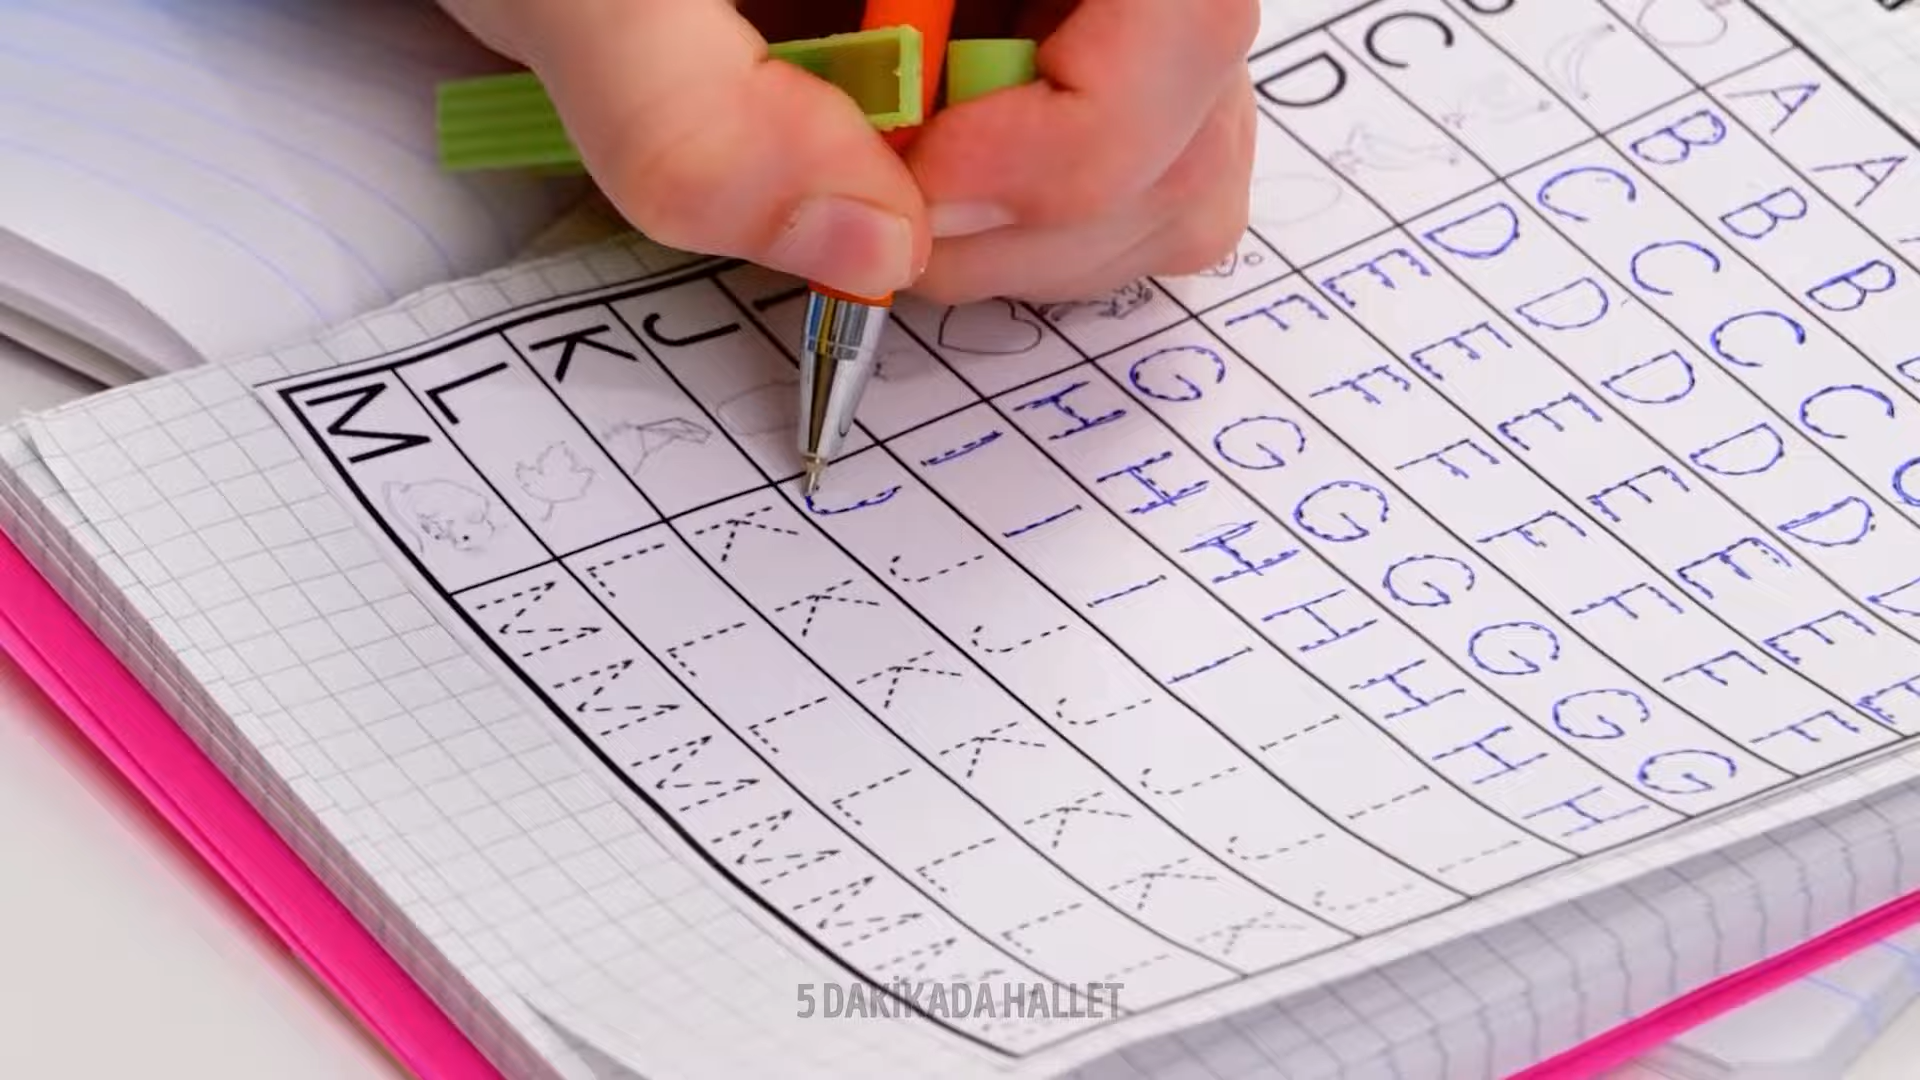 A A
B B B
C C C C C
D D D D D D
E E E E E E E
F F F F F F F
G G G G G G G
H H H H H H H
I I I I I I I
J J J J J J J J
K K K K K K K K
L L L L L L L
M M M M M M M
5 DAKİKADA HALLET